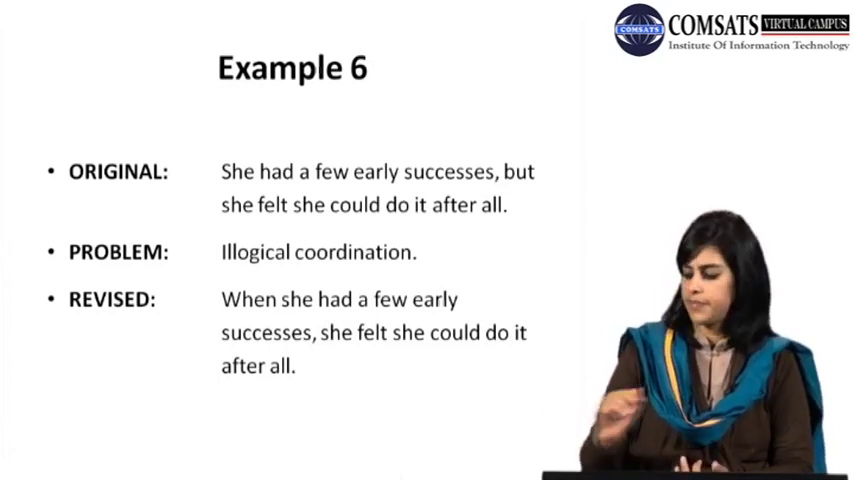 COMSATS VIRTUAL CAMPUS
COMSATS
Institute Of Information Technology
Example 6
• ORIGINAL: She had a few early successes, but
she felt she could do it after all.
• PROBLEM: Illogical coordination.
• REVISED: When she had a few early
successes, she felt she could do it
after all.